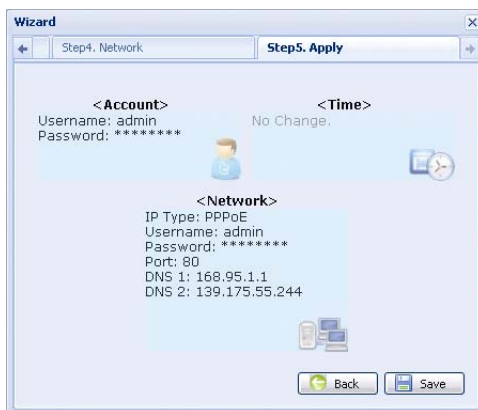 Wizard
Step4. Network
Step5. Apply
<Account>
Username: admin
Password: ********
<Time>
No Change.
<Network>
IP Type: PPPoE
Username: admin
Password: ********
Port: 80
DNS 1: 168.95.1.1
DNS 2: 139.175.55.244
Back
Save